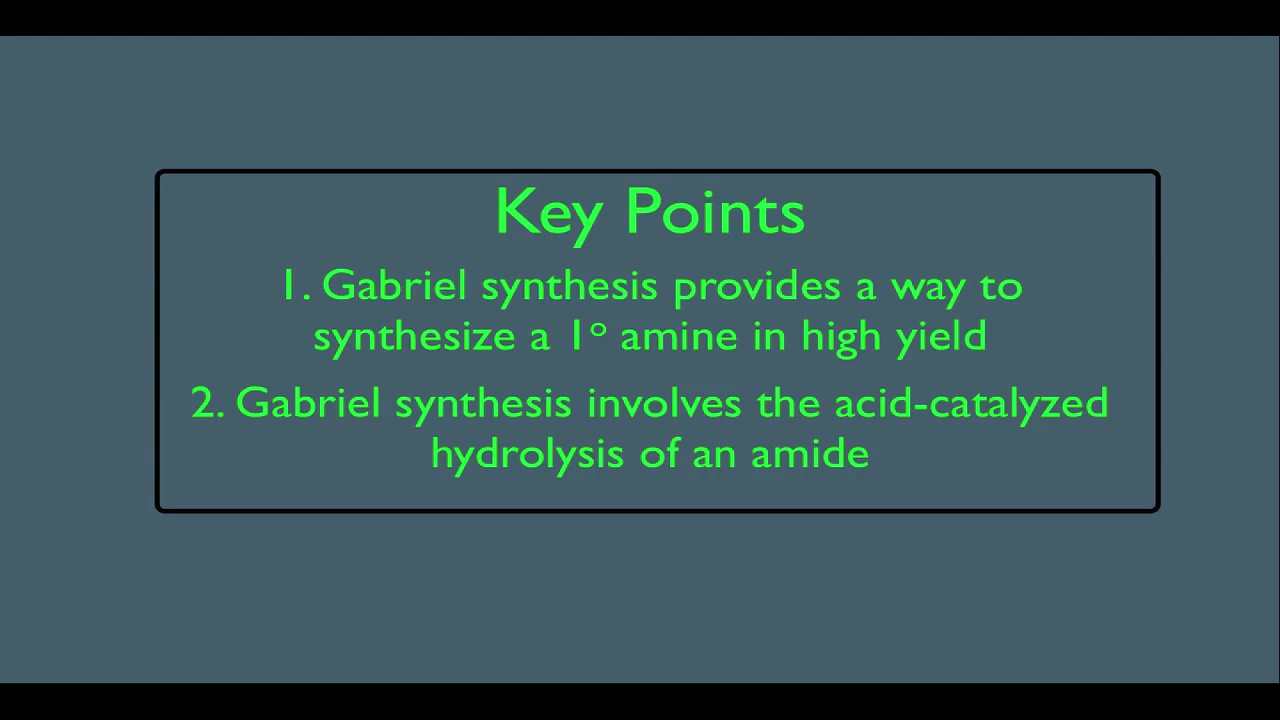 Key Points
1. Gabriel synthesis provides a way to
synthesize a 1º amine in high yield
2. Gabriel synthesis involves the acid-catalyzed
hydrolysis of an amide